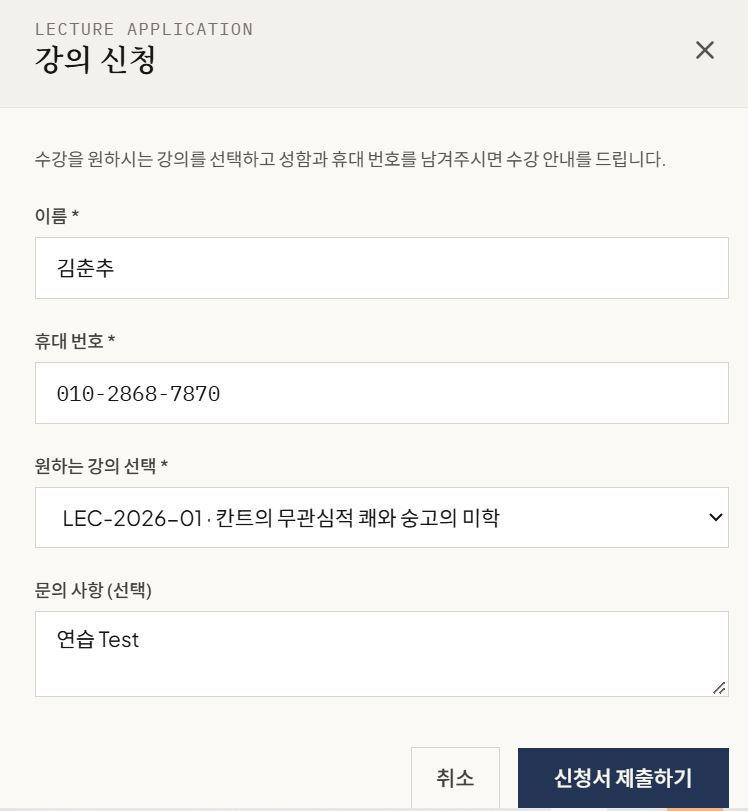 LECTURE APPLICATION
강의 신청
수강을 원하시는 강의를 선택하고 성함과 휴대 번호를 남겨주시면 수강 안내를 드립니다.
이름 *
김춘추
휴대 번호 *
010-2868-7870
원하는 강의 선택 *
LEC-2026-01 · 칸트의 무관심적 쾌와 숭고의 미학
문의 사항 (선택)
연습 Test
취소
신청서 제출하기